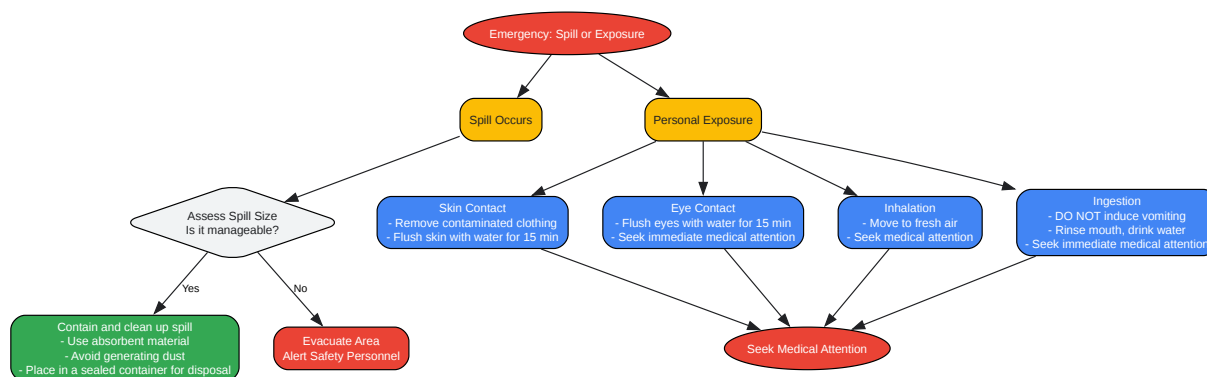 Emergency: Spill or Exposure
Spill Occurs
Personal Exposure
Assess Spill Size
Is it manageable?
Skin Contact
- Remove contaminated clothing
- Flush skin with water for 15 min
Eye Contact
- Flush eyes with water for 15 min
- Seek immediate medical attention
Inhalation
- Move to fresh air
- Seek medical attention
Ingestion
- DO NOT induce vomiting
- Rinse mouth, drink water
- Seek immediate medical attention
Yes
No
Contain and clean up spill
- Use absorbent material
- Avoid generating dust
- Place in a sealed container for disposal
Evacuate Area
Alert Safety Personnel
Seek Medical Attention